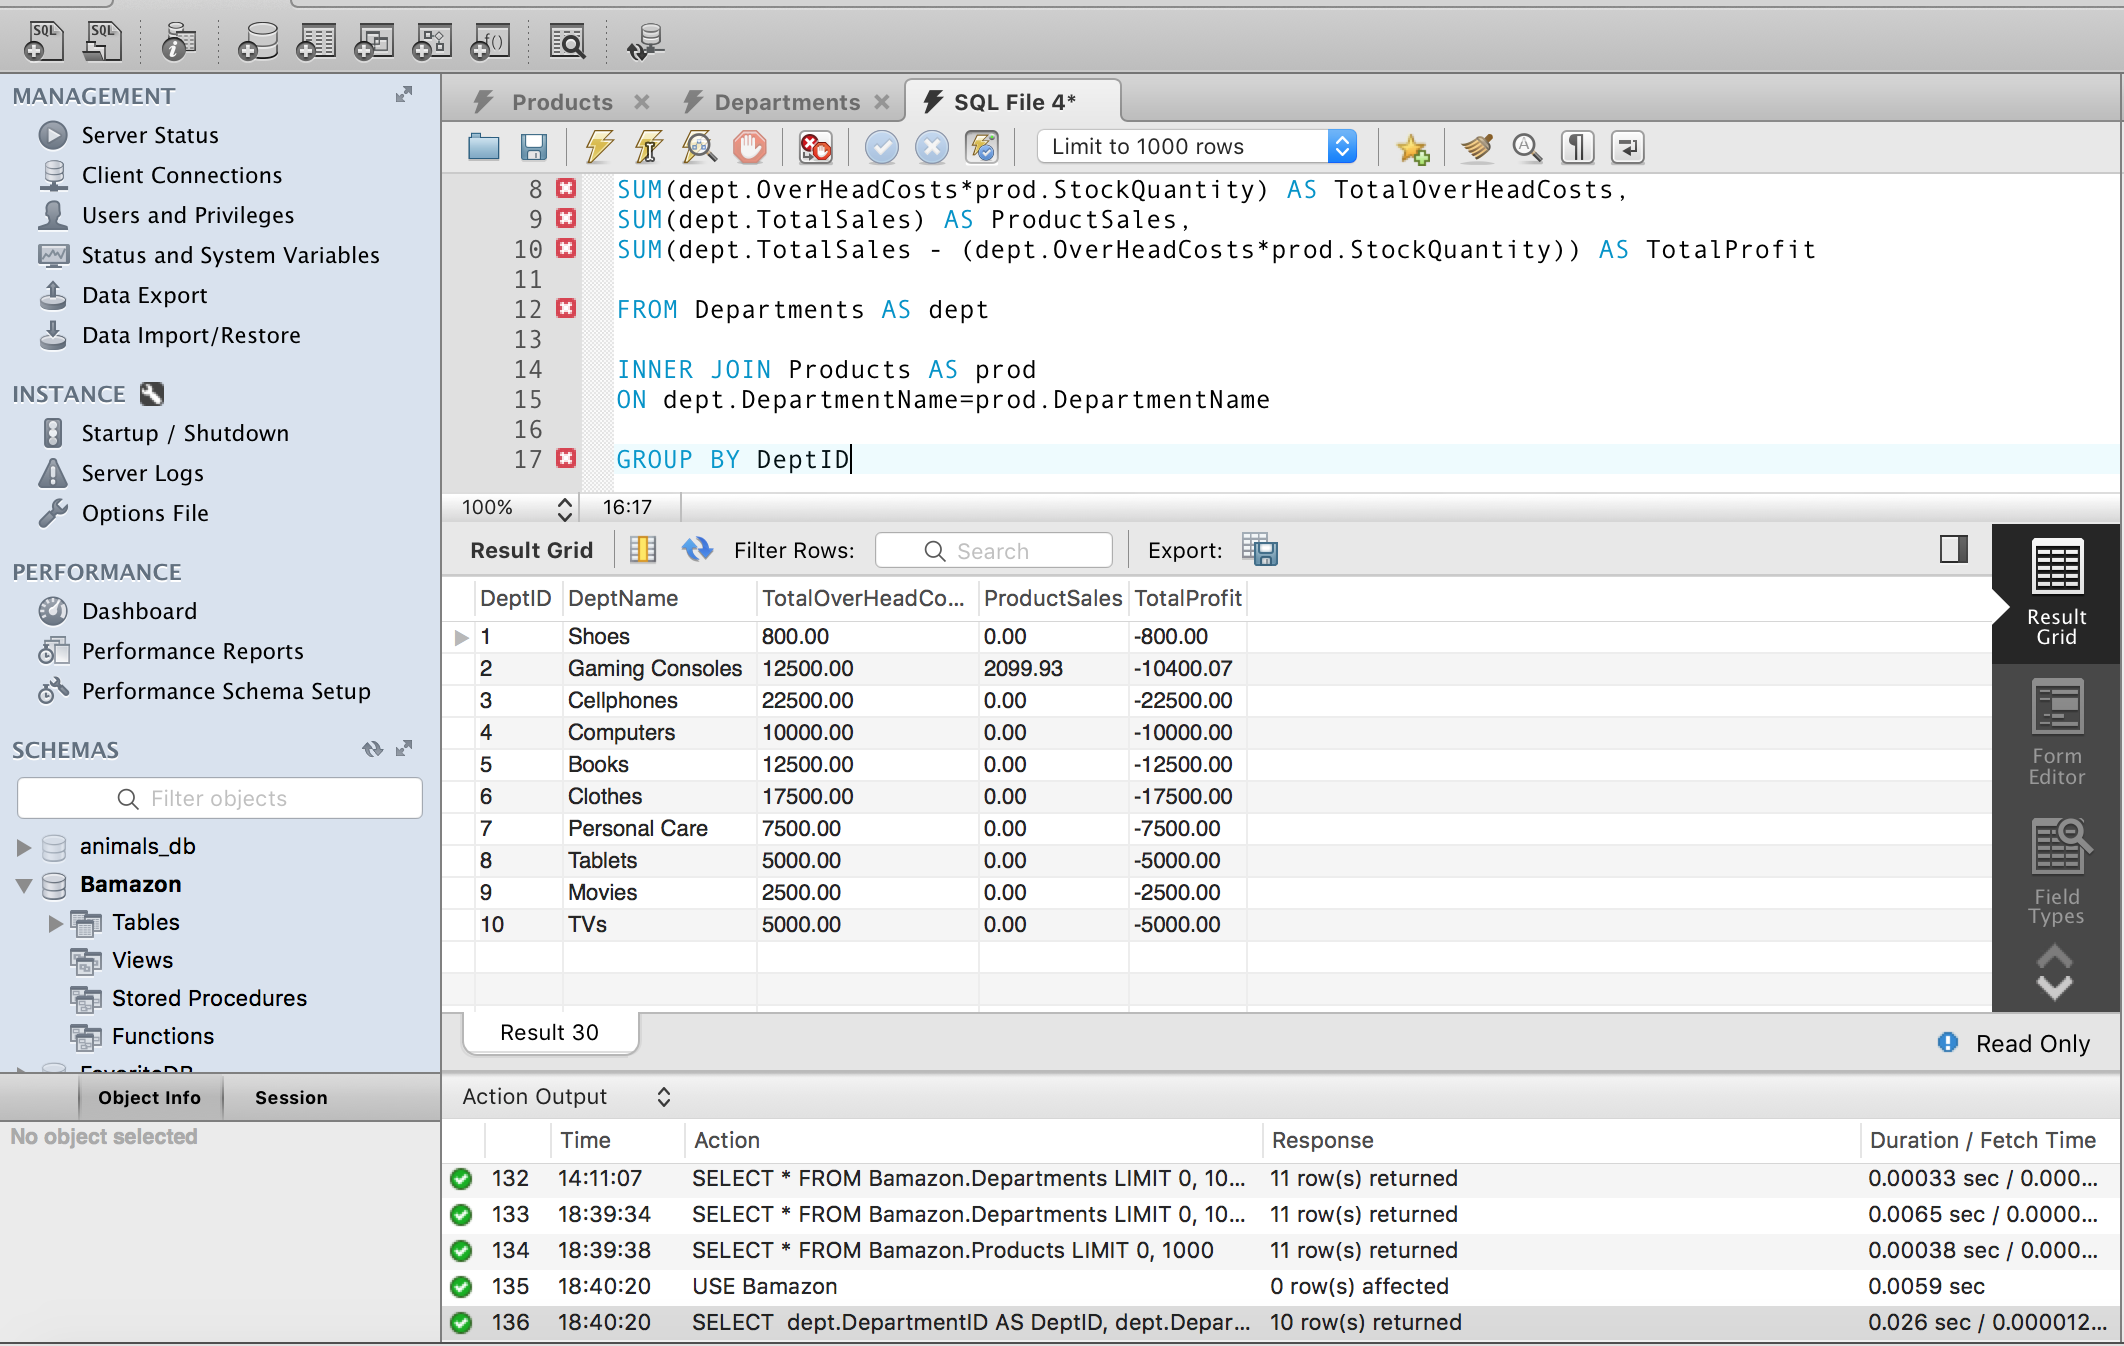 SQL
SQL
f()
MANAGEMENT
Server Status
Client Connections
Users and Privileges
Status and System Variables
Data Export
Data Import/Restore
INSTANCE
Startup / Shutdown
Server Logs
Options File
PERFORMANCE
Dashboard
Performance Reports
Performance Schema Setup
SCHEMAS
Filter objects
animals_db
Bamazon
Tables
Views
Stored Procedures
Functions
FavoriteDB
Object Info Session
No object selected
Products Departments SQL File 4*
Limit to 1000 rows
8 SUM(dept.OverHeadCosts*prod.StockQuantity) AS TotalOverHeadCosts,
9 SUM(dept.TotalSales) AS ProductSales,
10 SUM(dept.TotalSales - (dept.OverHeadCosts*prod.StockQuantity)) AS TotalProfit
11
12 FROM Departments AS dept
13
14 INNER JOIN Products AS prod
15 ON dept.DepartmentName=prod.DepartmentName
16
17 GROUP BY DeptID
100% 16:17
Result Grid Filter Rows: Search Export:
DeptID DeptName TotalOverHeadCo... ProductSales TotalProfit
1 Shoes 800.00 0.00 -800.00
2 Gaming Consoles 12500.00 2099.93 -10400.07
3 Cellphones 22500.00 0.00 -22500.00
4 Computers 10000.00 0.00 -10000.00
5 Books 12500.00 0.00 -12500.00
6 Clothes 17500.00 0.00 -17500.00
7 Personal Care 7500.00 0.00 -7500.00
8 Tablets 5000.00 0.00 -5000.00
9 Movies 2500.00 0.00 -2500.00
10 TVs 5000.00 0.00 -5000.00
Result
Grid
Form
Editor
Field
Types
Result 30
Read Only
Action Output
Time Action Response Duration / Fetch Time
132 14:11:07 SELECT * FROM Bamazon.Departments LIMIT 0, 10... 11 row(s) returned 0.00033 sec / 0.000...
133 18:39:34 SELECT * FROM Bamazon.Departments LIMIT 0, 10... 11 row(s) returned 0.0065 sec / 0.0000...
134 18:39:38 SELECT * FROM Bamazon.Products LIMIT 0, 1000 11 row(s) returned 0.00038 sec / 0.000...
135 18:40:20 USE Bamazon 0 row(s) affected 0.0059 sec
136 18:40:20 SELECT dept.DepartmentID AS DeptID, dept.Depar... 10 row(s) returned 0.026 sec / 0.000012...